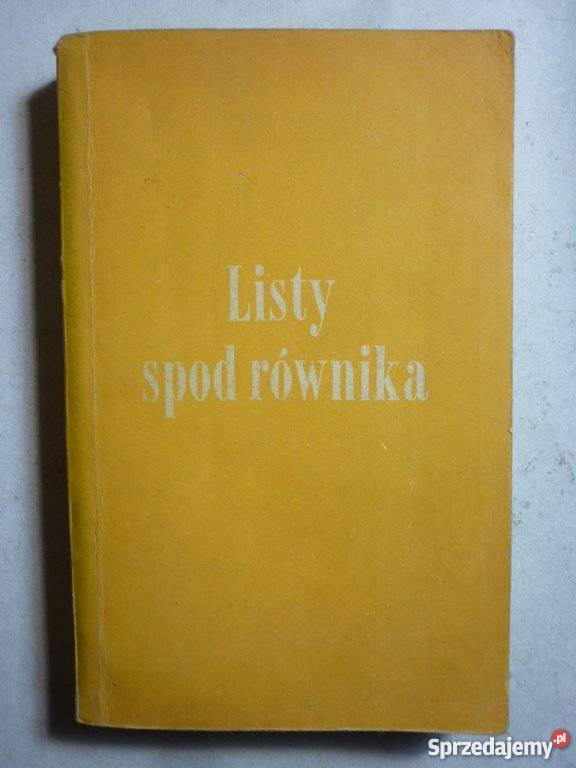 Listy
spod równika
Sprzedajemy.pl